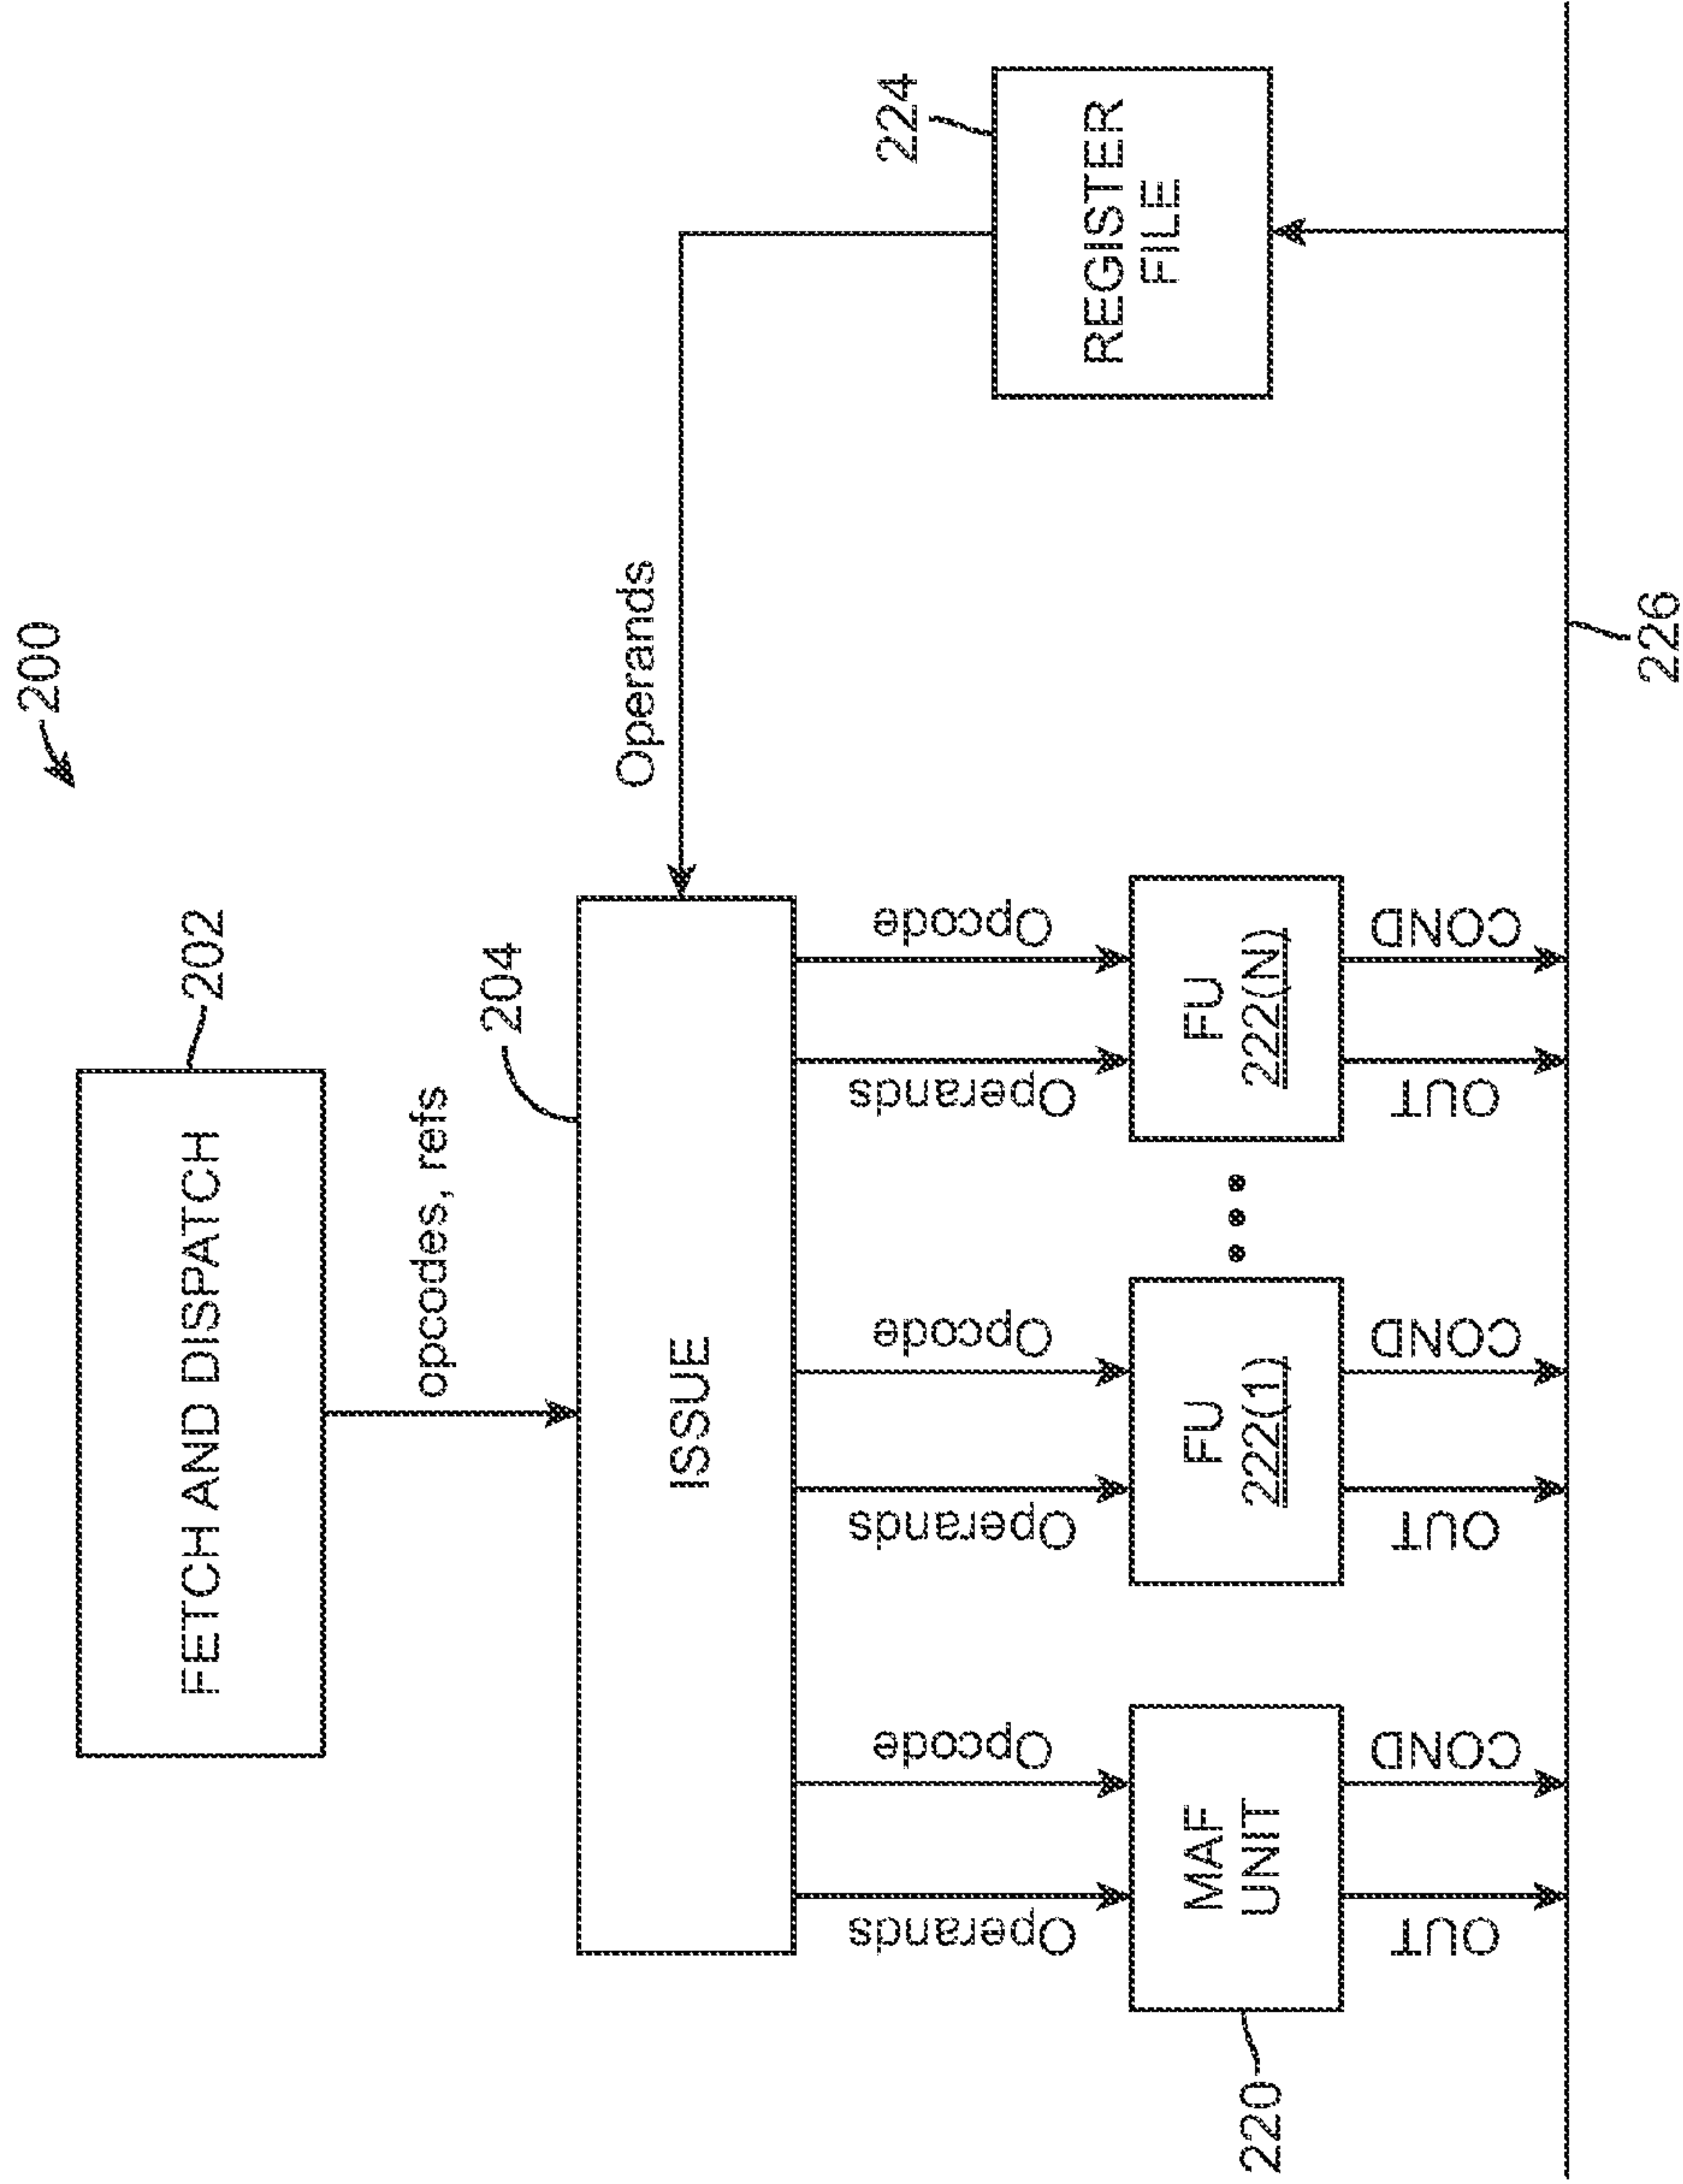 200
FETCH AND DISPATCH
202
opcodes, refs
204
ISSUE
Operands
Operands
Opcode
Operands
Opcode
Operands
Opcode
224
REGISTER
FILE
220
MAF
UNIT
FU
222(1)
FU
222(N)
OUT
COND
OUT
COND
OUT
COND
226